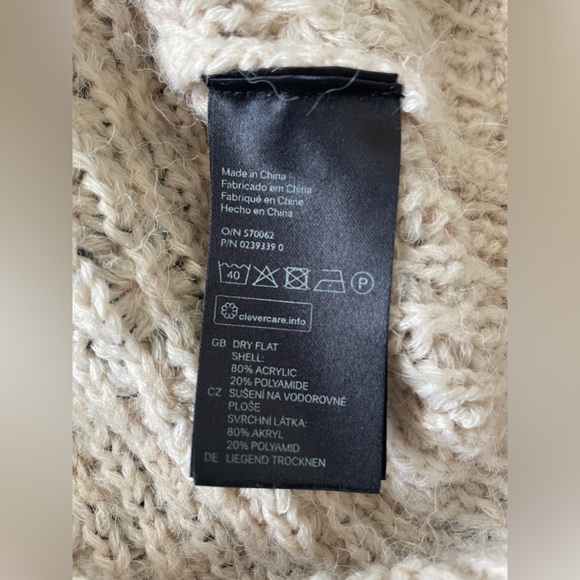 Made in China
Fabricado em China
Fabriqué en Chine
Hecho en China
O/N 570062
P/N 0239339 0
40 P
clevercare.info
GB DRY FLAT
SHELL:
80% ACRYLIC
20% POLYAMIDE
CZ SUŠENÍ NA VODOROVNÉ
PLOŠE
SVRCHNÍ LÁTKA:
80% AKRYL
20% POLYAMID
DE LIEGEND TROCKNEN